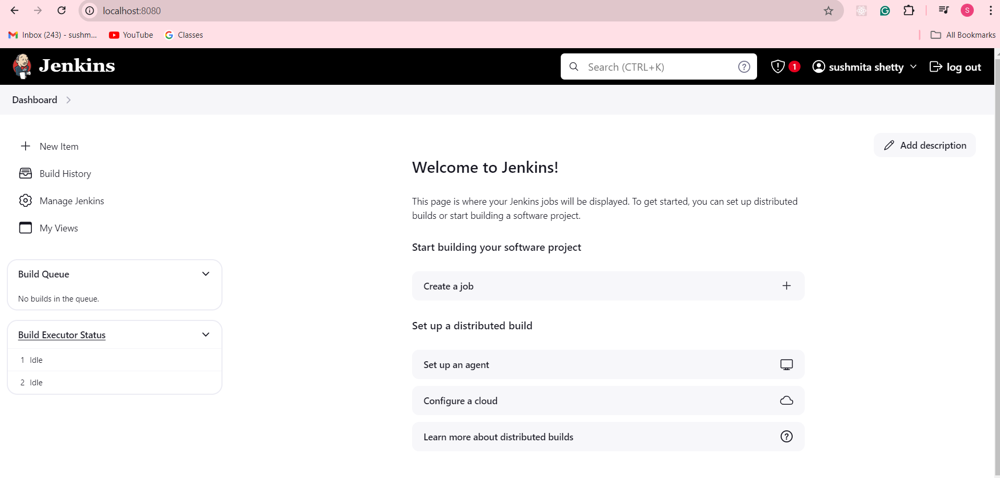 localhost:8080
S
Inbox (243) - sushm...
YouTube
Classes
All Bookmarks
Jenkins
Search (CTRL+K)
1
sushmita shetty
log out
Dashboard
New Item
Build History
Manage Jenkins
My Views
Build Queue
No builds in the queue.
Build Executor Status
1 Idle
2 Idle
Add description
Welcome to Jenkins!
This page is where your Jenkins jobs will be displayed. To get started, you can set up distributed
builds or start building a software project.
Start building your software project
Create a job
Set up a distributed build
Set up an agent
Configure a cloud
Learn more about distributed builds